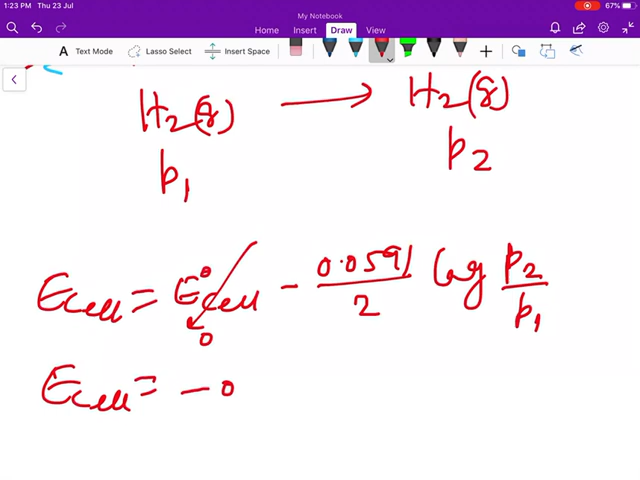 1:23 PM Thu 23 Jul
67%
My Notebook
Home Insert Draw View
A Text Mode Lasso Select Insert Space
H₂(g) ⟶ H₂(g)
p₁ p₂
Ecell = E°cell - 0.0591/2 log p₂/p₁
0
Ecell = - 0